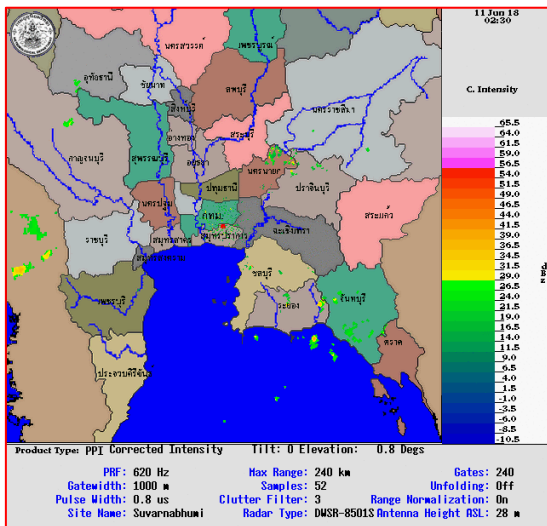 11 Jun 18
02:30
C. Intensity
65.5
64.0
60.0
56.5
54.0
51.5
49.0
46.5
44.0
41.5
39.0
36.5
34.0
31.5
29.0
26.5
24.0
21.5
19.0
16.5
14.0
11.5
9.0
6.5
4.0
1.5
-1.0
-3.5
-6.0
-8.5
-10.5
นครสวรรค์
เพชรบูรณ์
อุทัยธานี
ชัยนาท
ลพบุรี
สิงห์บุรี
นครราชสีมา
อ่างทอง
สระบุรี
กาญจนบุรี
สุพรรณบุรี
อยุธยา
นครนายก
ปราจีนบุรี
ปทุมธานี
นครปฐม
กทม.
สระแก้ว
ราชบุรี
สมุทรสาคร
สมุทรปราการ
ฉะเชิงเทรา
สมุทรสงคราม
ชลบุรี
เพชรบุรี
ระยอง
จันทบุรี
ตราด
ประจวบคีรีขันธ์
Product Type: PPI Corrected Intensity Tilt: 0 Elevation: 0.8 Degs
PRF: 620 Hz Max Range: 240 km Gates: 240
Gatewidth: 1000 m Samples: 52 Unfolding: Off
Pulse Width: 0.8 us Clutter Filter: 3 Range Normalization: On
Site Name: Suvarnabhumi Radar Type: DWSR-8501S Antenna Height ASL: 28 m